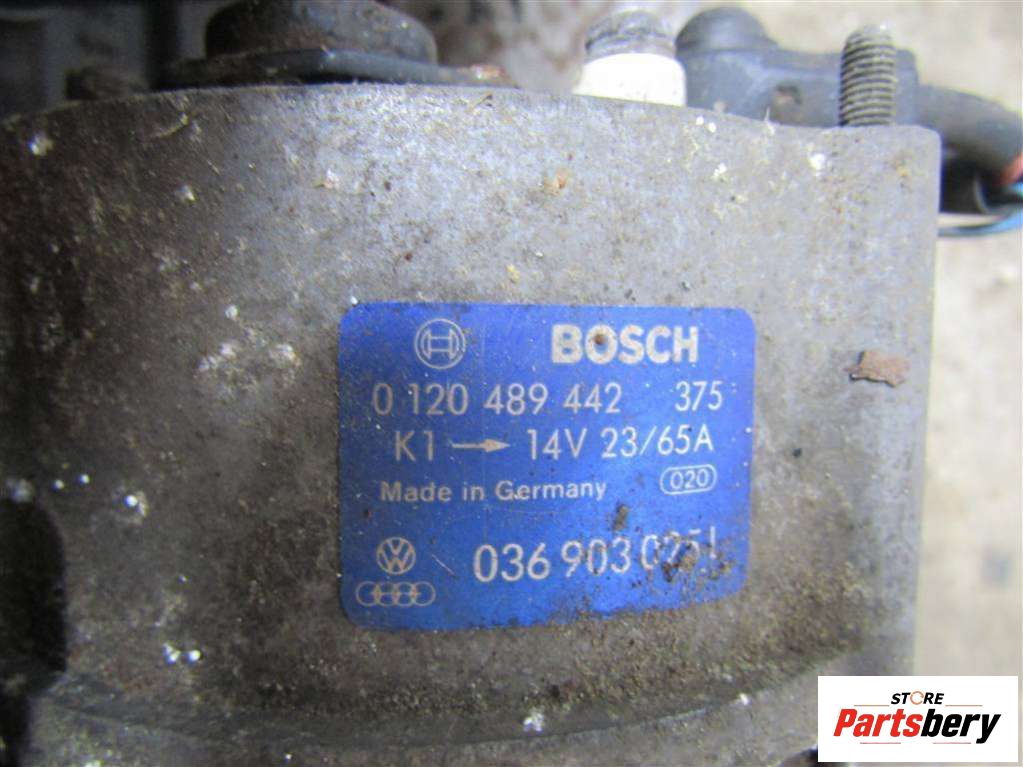 BOSCH
0 120 489 442 375
K1 → 14V 23/65A
Made in Germany 020
036 903
STORE
Partsbery